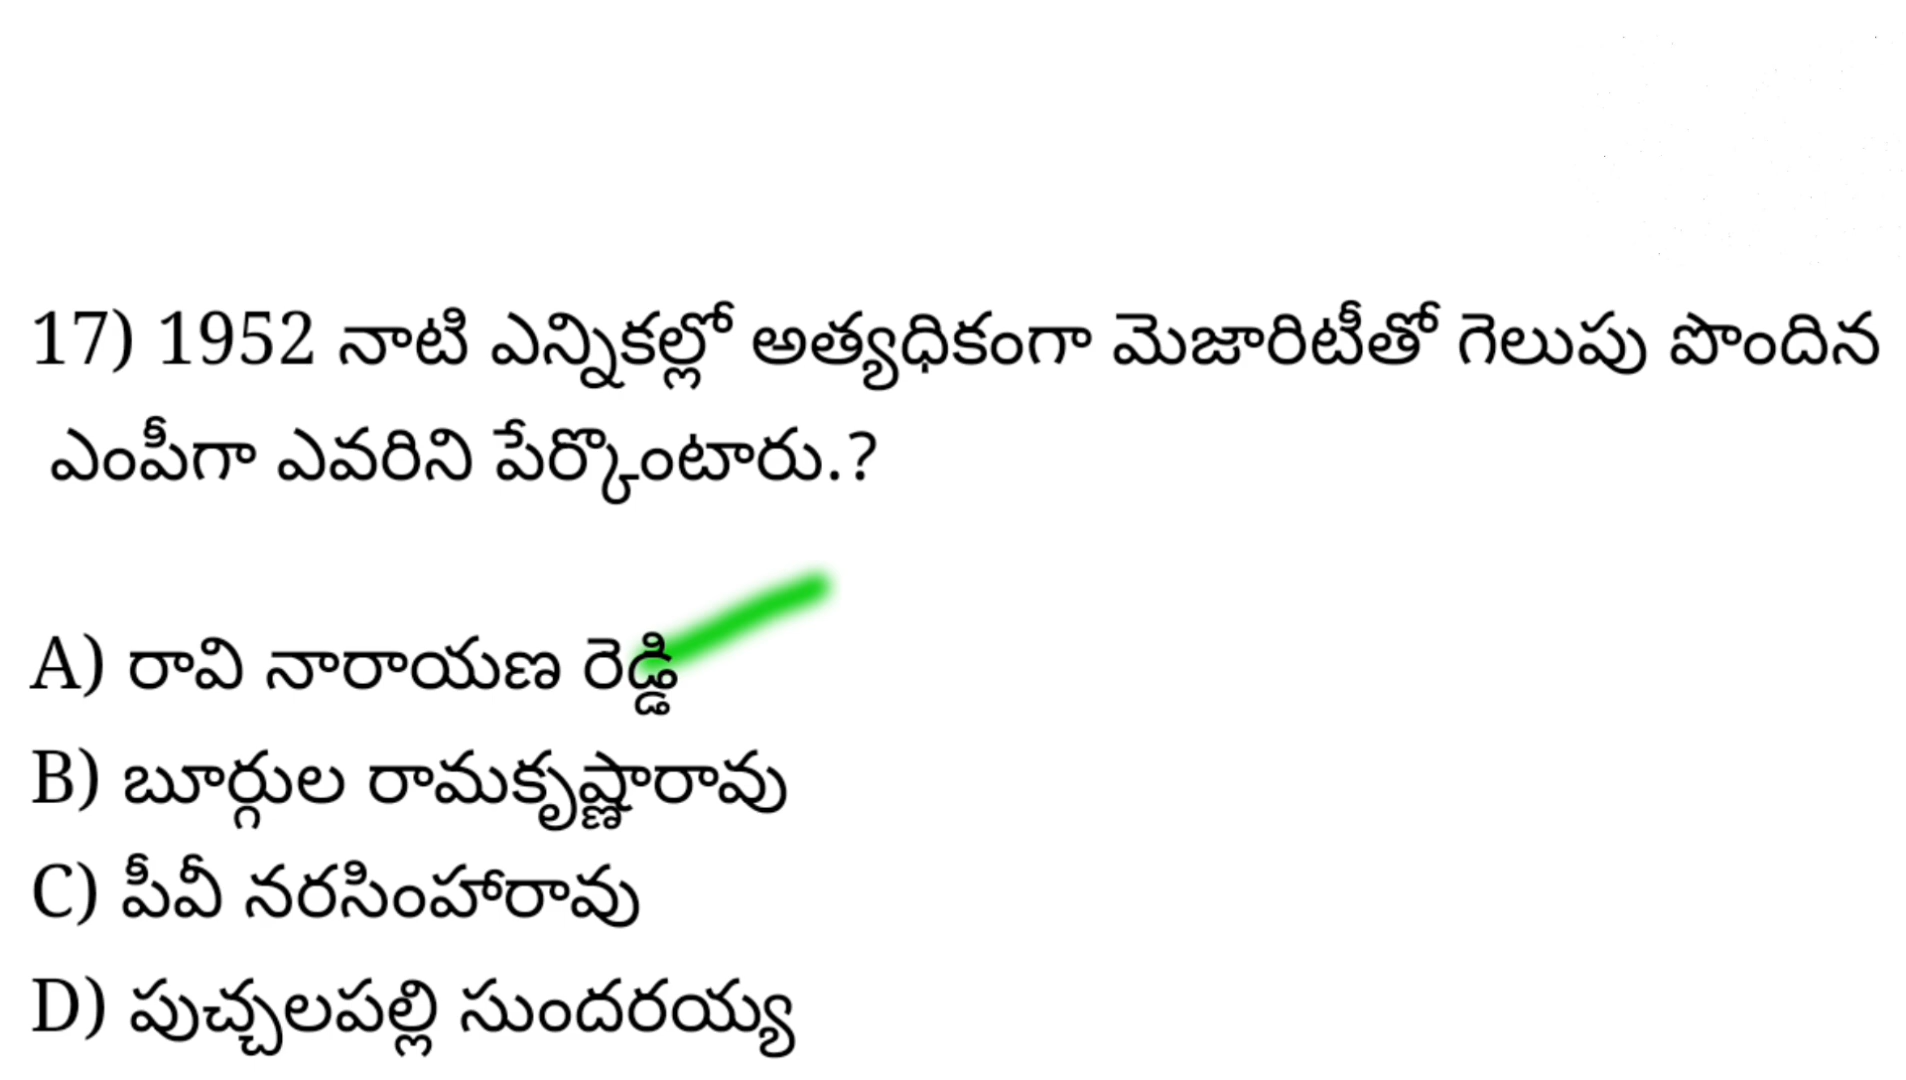 17) 1952 నాటి ఎన్నికల్లో అత్యధికంగా మెజారిటీతో గెలుపు పొందిన
ఎంపీగా ఎవరిని పేర్కొంటారు.?
A) రావి నారాయణ రెడ్డి
B) బూర్గుల రామకృష్ణారావు
C) పీవీ నరసింహారావు
D) పుచ్చలపల్లి సుందరయ్య